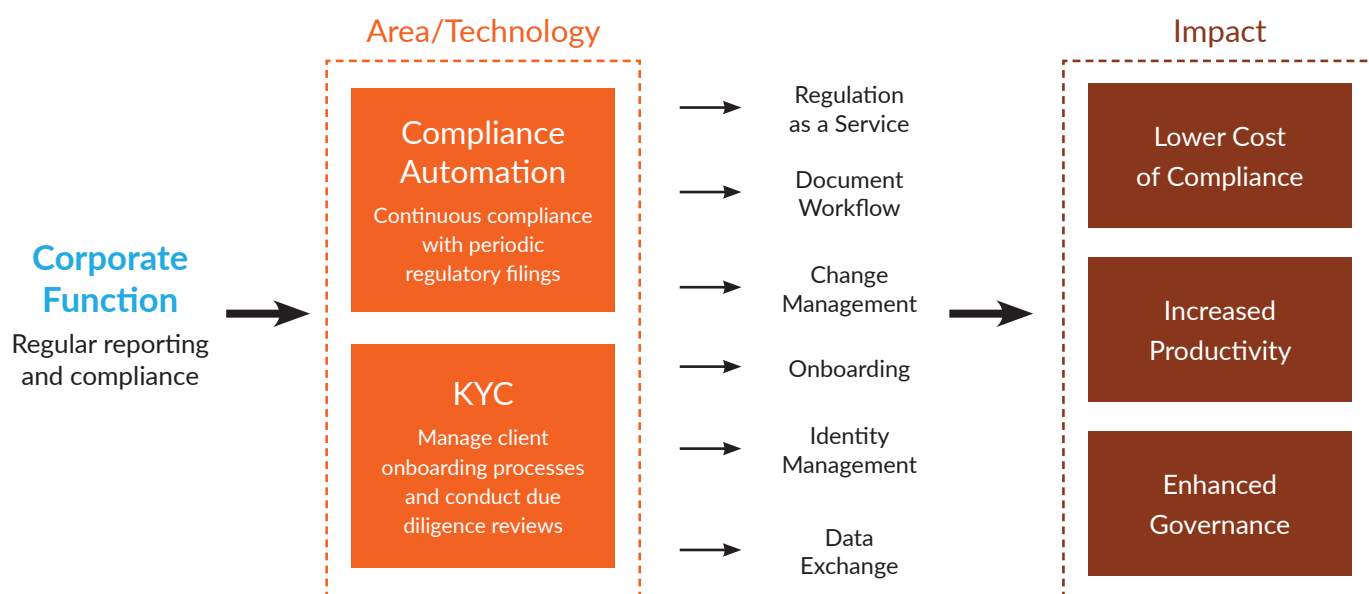 Area/Technology
Impact
Corporate
Function
Regular reporting
and compliance
Compliance
Automation
Continuous compliance
with periodic
regulatory filings
KYC
Manage client
onboarding processes
and conduct due
diligence reviews
Regulation
as a Service
Document
Workflow
Change
Management
Onboarding
Identity
Management
Data
Exchange
Lower Cost
of Compliance
Increased
Productivity
Enhanced
Governance